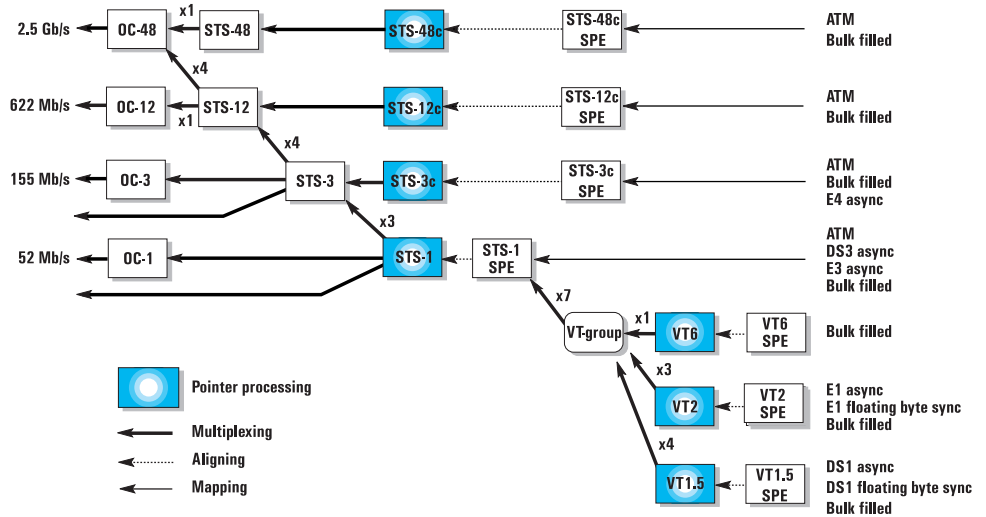 2.5 Gb/s
OC-48
x1
STS-48
STS-48c
STS-48c
SPE
ATM
Bulk filled
x4
622 Mb/s
OC-12
x1
STS-12
STS-12c
STS-12c
SPE
ATM
Bulk filled
x4
155 Mb/s
OC-3
STS-3
STS-3c
STS-3c
SPE
ATM
Bulk filled
E4 async
x3
52 Mb/s
OC-1
STS-1
STS-1
SPE
ATM
DS3 async
E3 async
Bulk filled
x7
VT-group
x1
VT6
VT6
SPE
Bulk filled
x3
VT2
VT2
SPE
E1 async
E1 floating byte sync
Bulk filled
x4
VT1.5
VT1.5
SPE
DS1 async
DS1 floating byte sync
Bulk filled
Pointer processing
Multiplexing
Aligning
Mapping